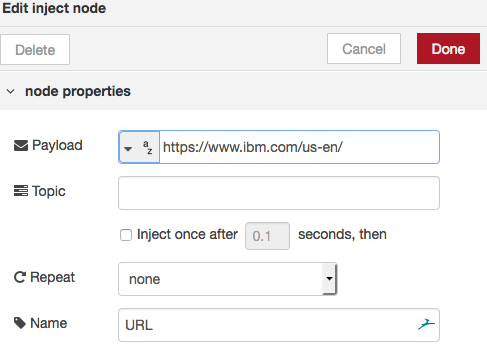 Edit inject node
Delete Cancel Done
node properties
Payload a z https://www.ibm.com/us-en/
Topic
Inject once after 0.1 seconds, then
Repeat none
Name URL